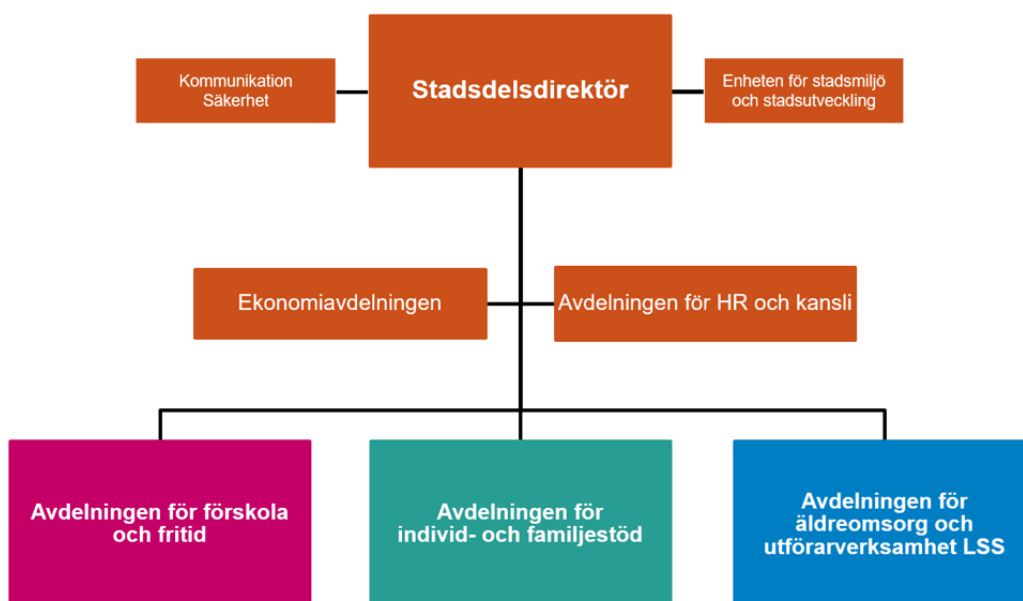 Kommunikation
Säkerhet
Stadsdelsdirektör
Enheten för stadsmiljö
och stadsutveckling
Ekonomiavdelningen
Avdelningen för HR och kansli
Avdelningen för förskola
och fritid
Avdelningen för
individ- och familjestöd
Avdelningen för
äldreomsorg och
utförarverksamhet LSS